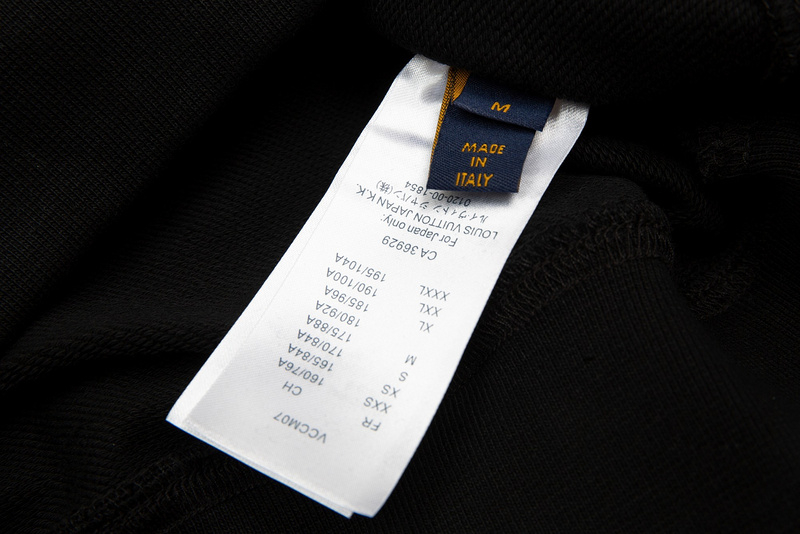 M
MADE
IN
ITALY
VCCM07
FR CH
XXS 160/76A
XS 165/84A
S 170/84A
M 175/88A
180/92A
XL 185/96A
XXL 190/100A
XXXL 195/104A
CA 36929
For Japan only:
LOUIS VUITTON JAPAN K.K.
ルイ ヴィトン ジャパン(株)
0120-00-1854